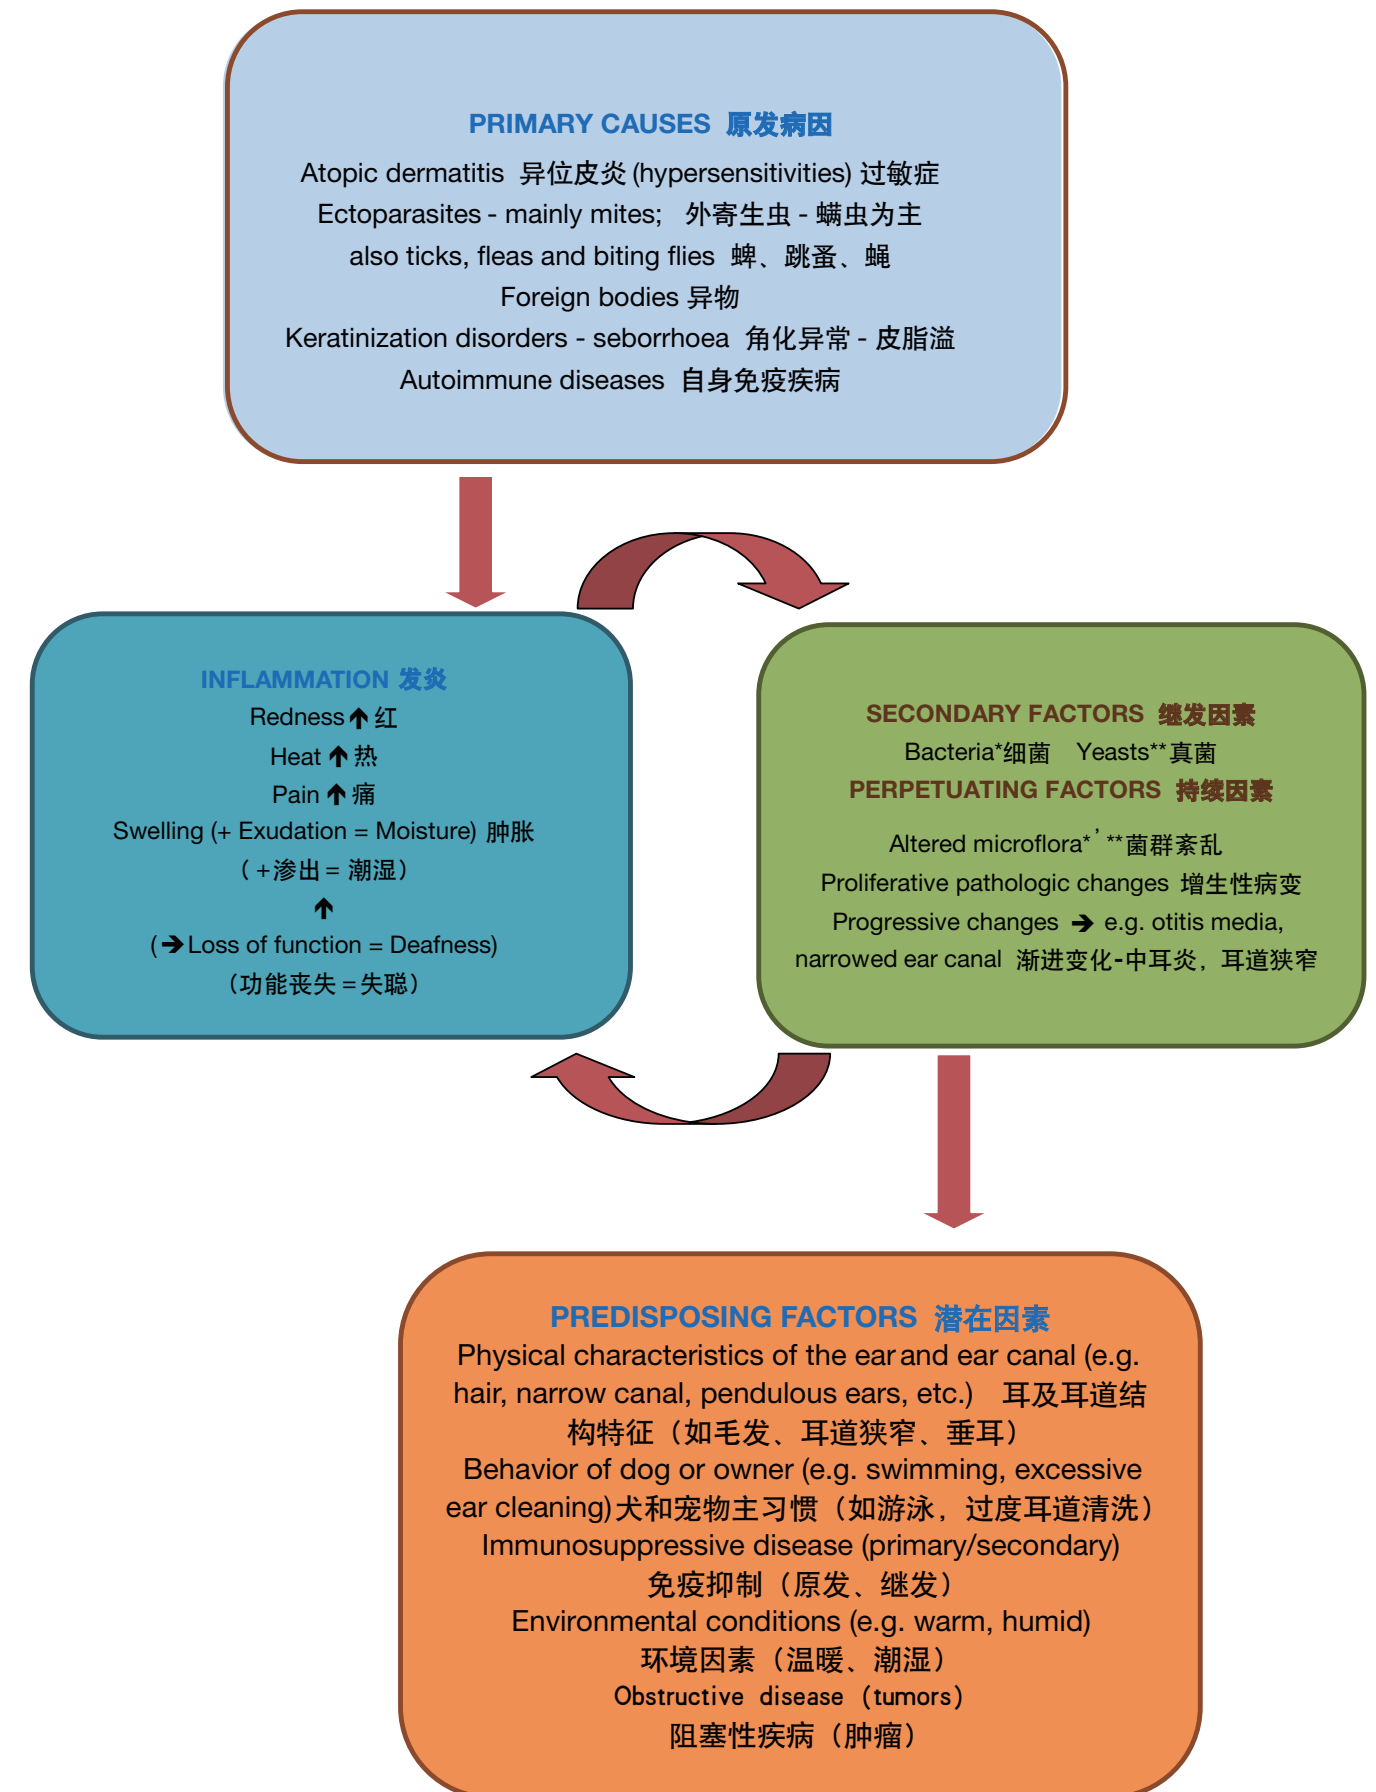 PRIMARY CAUSES 原发病因
Atopic dermatitis 异位皮炎 (hypersensitivities) 过敏症
Ectoparasites - mainly mites; 外寄生虫 - 螨虫为主
also ticks, fleas and biting flies 蜱、跳蚤、蝇
Foreign bodies 异物
Keratinization disorders - seborrhoea 角化异常 - 皮脂溢
Autoimmune diseases 自身免疫疾病
INFLAMMATION 发炎
Redness ↑ 红
Heat ↑ 热
Pain ↑ 痛
Swelling (+ Exudation = Moisture) 肿胀
（ +渗出 = 潮湿）
↑
( → Loss of function = Deafness)
（功能丧失 = 失聪）
SECONDARY FACTORS 继发因素
Bacteria*细菌 Yeasts**真菌
PERPETUATING FACTORS 持续因素
Altered microflora*’ **菌群紊乱
Proliferative pathologic changes 增生性病变
Progressive changes → e.g. otitis media,
narrowed ear canal 渐进变化-中耳炎，耳道狭窄
PREDISPOSING FACTORS 潜在因素
Physical characteristics of the ear and ear canal (e.g.
hair, narrow canal, pendulous ears, etc.) 耳及耳道结
构特征（如毛发、耳道狭窄、垂耳）
Behavior of dog or owner (e.g. swimming, excessive
ear cleaning)犬和宠物主习惯（如游泳，过度耳道清洗）
Immunosuppressive disease (primary/secondary)
免疫抑制（原发、继发）
Environmental conditions (e.g. warm, humid)
环境因素（温暖、潮湿）
Obstructive disease （tumors）
阻塞性疾病（肿瘤）